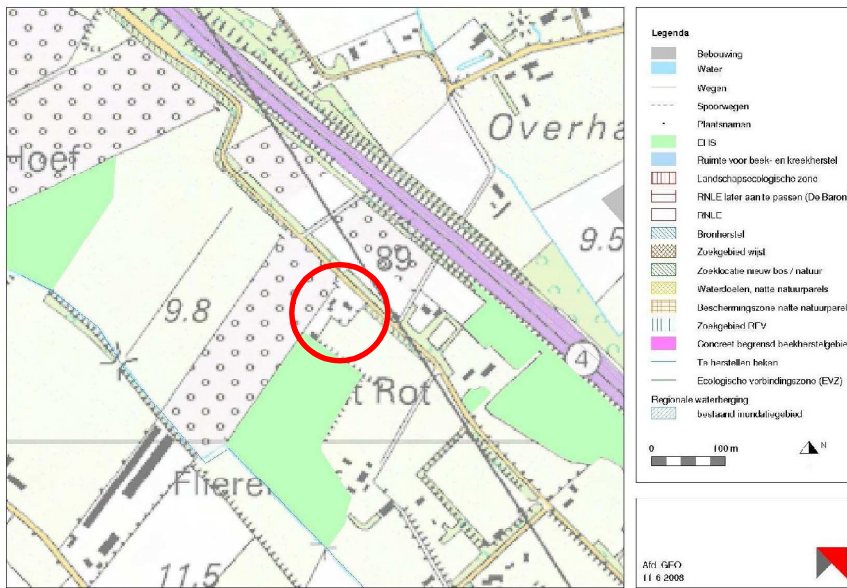 Hoef
Overha
89
9.5
9.8
4
t Rot
Fliere
11.5
Legenda
Bebouwing
Water
Wegen
Spoorwegen
Plaatsnamen
EHS
Ruimte voor beek- en kreekherstel
Landschapsecologische zone
RNLE later aan te passen (De Baron
RNLE
Bronherstel
Zoekgebied wijst
Zoeklocatie nieuw bos / natuur
Waterdoelen, natte natuurparels
Beschermingszone natte natuurparel
Zoekgebied REV
Concreet begrensd beekherstelgebie
Te herstellen beken
Ecologische verbindingszone (EVZ)
Regionale waterberging
bestaand inundatiegebied
0 100 m
N
Afd. GEO
11-6-2008